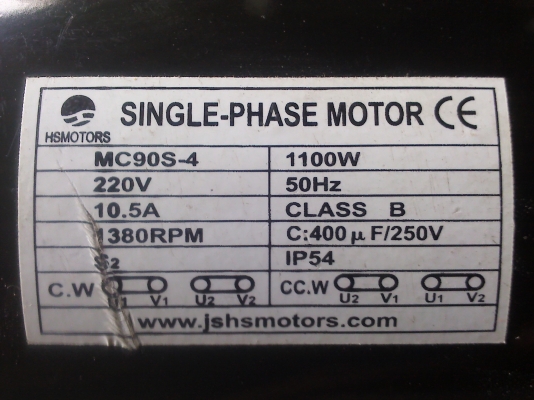 SINGLE-PHASE MOTOR CE
HSMOTORS
MC90S-4 1100W
220V 50Hz
10.5A CLASS B
1380RPM C:400μF/250V
S2 IP54
C.W CC.W
U1 V1 U2 V2 U2 V1 U1 V2
www.jshsmotors.com